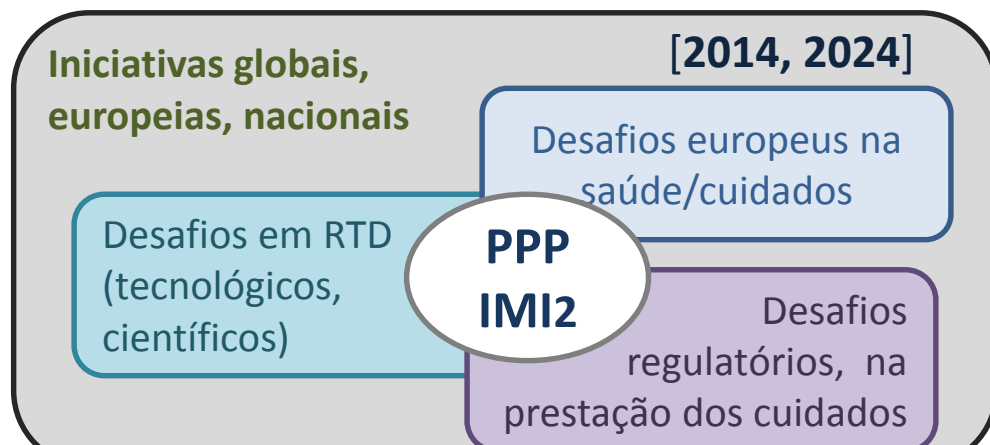 Iniciativas globais,
europeias, nacionais
[2014, 2024]
Desafios europeus na
saúde/cuidados
Desafios em RTD
(tecnológicos,
científicos)
PPP
IMI2
Desafios
regulatórios, na
prestação dos cuidados